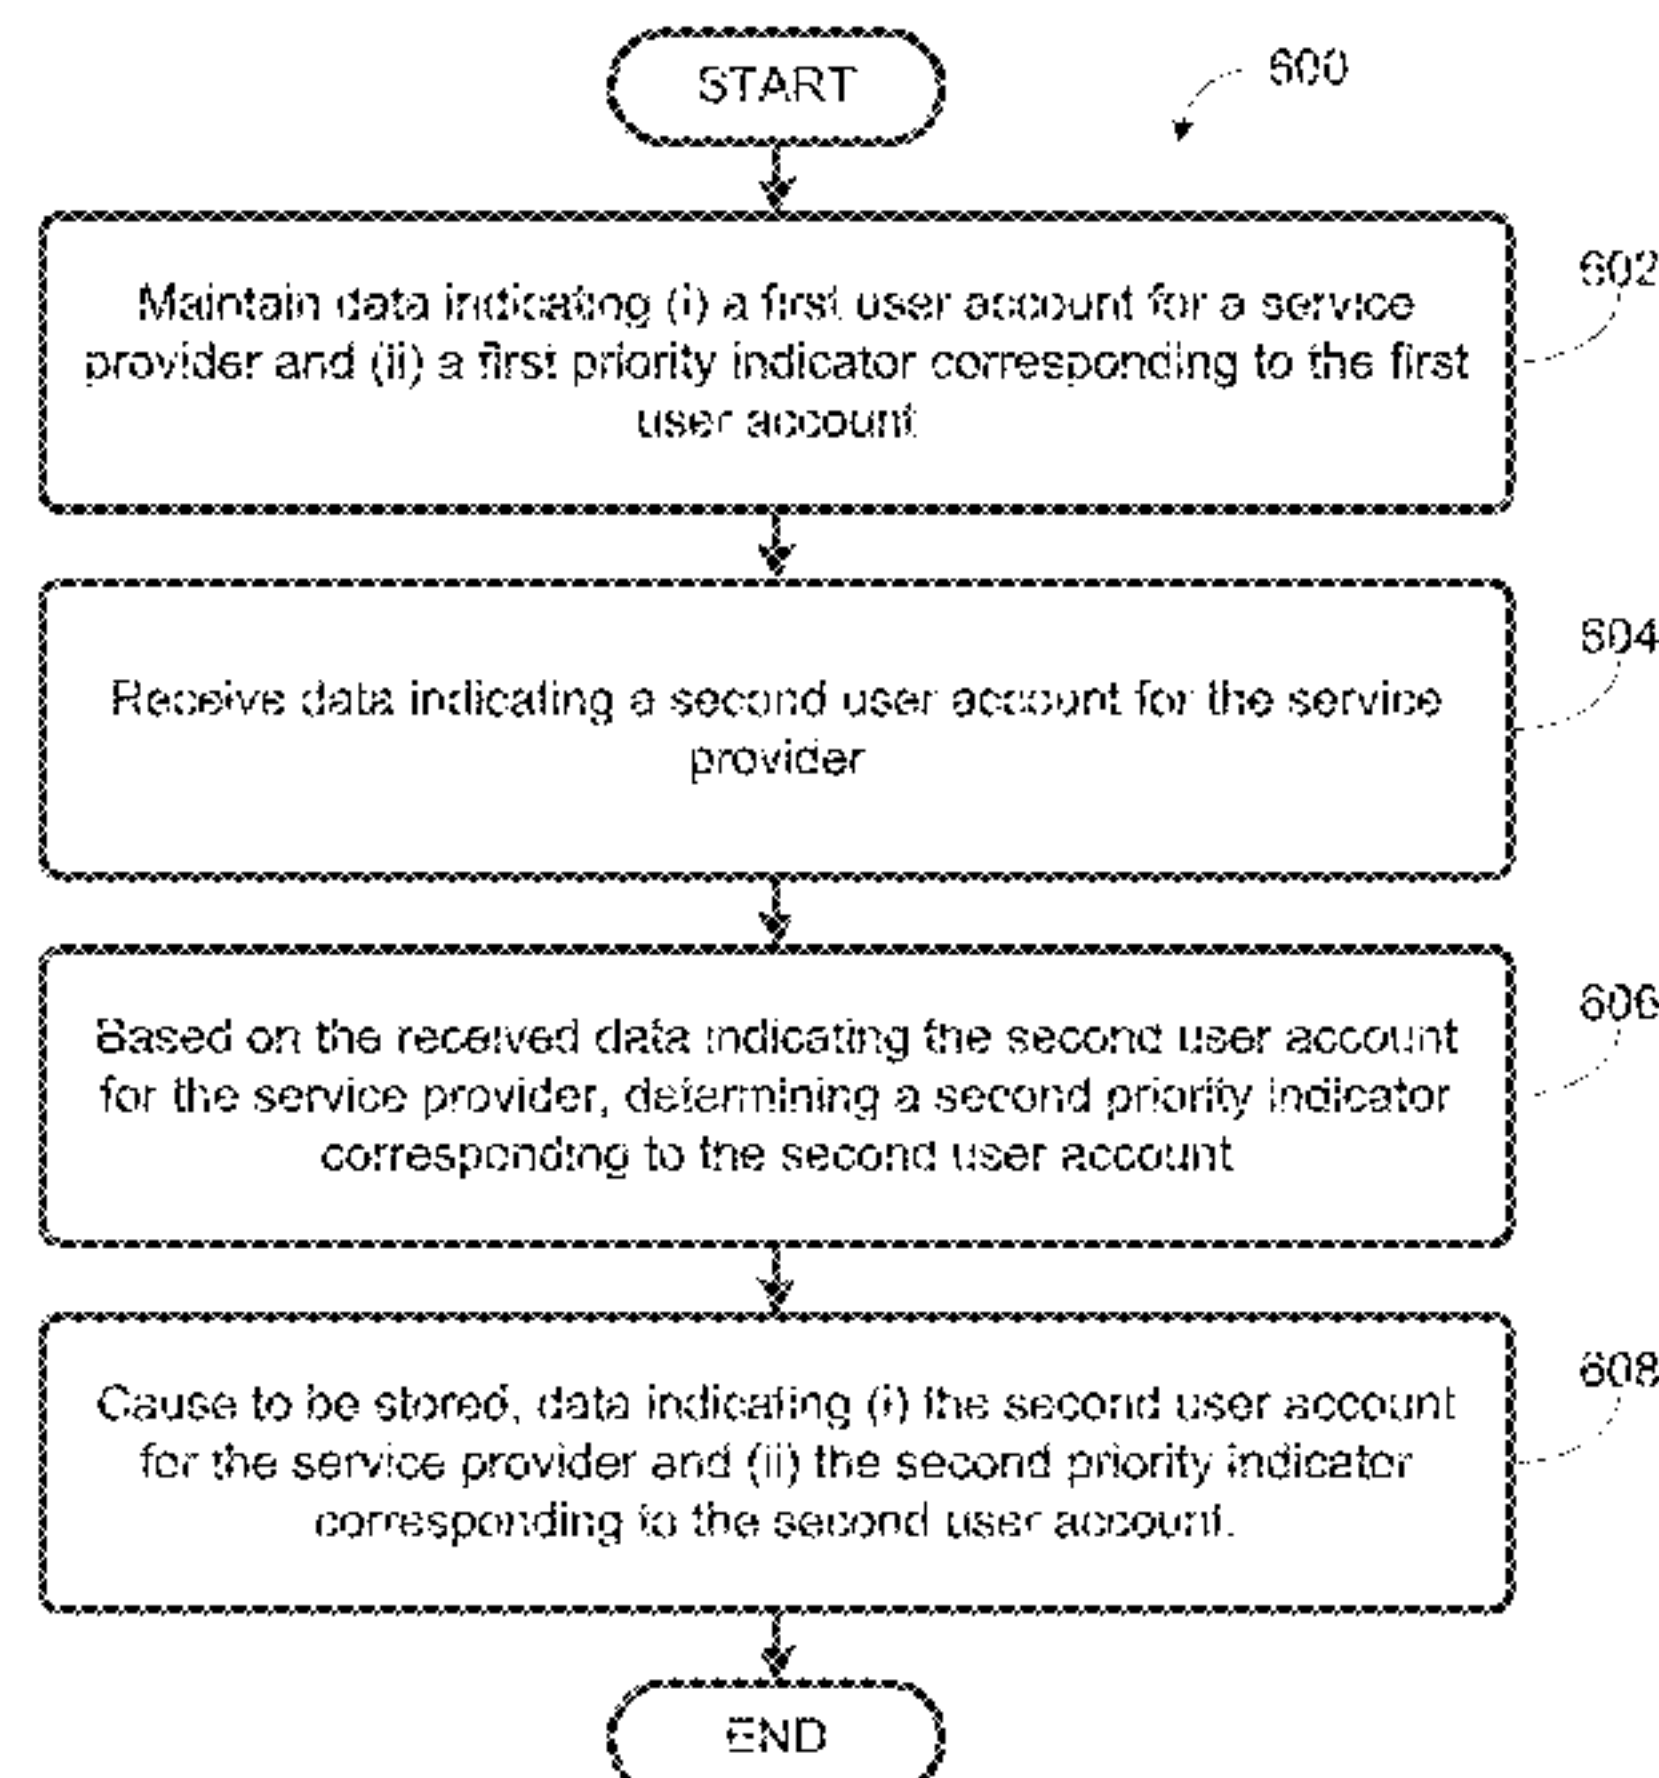 START
600
Maintain data indicating (i) a first user account for a service
provider and (ii) a first priority indicator corresponding to the first
user account
602
Receive data indicating a second user account for the service
provider
604
Based on the received data indicating the second user account
for the service provider, determining a second priority indicator
corresponding to the second user account
606
Cause to be stored, data indicating (i) the second user account
for the service provider and (ii) the second priority indicator
corresponding to the second user account.
608
END